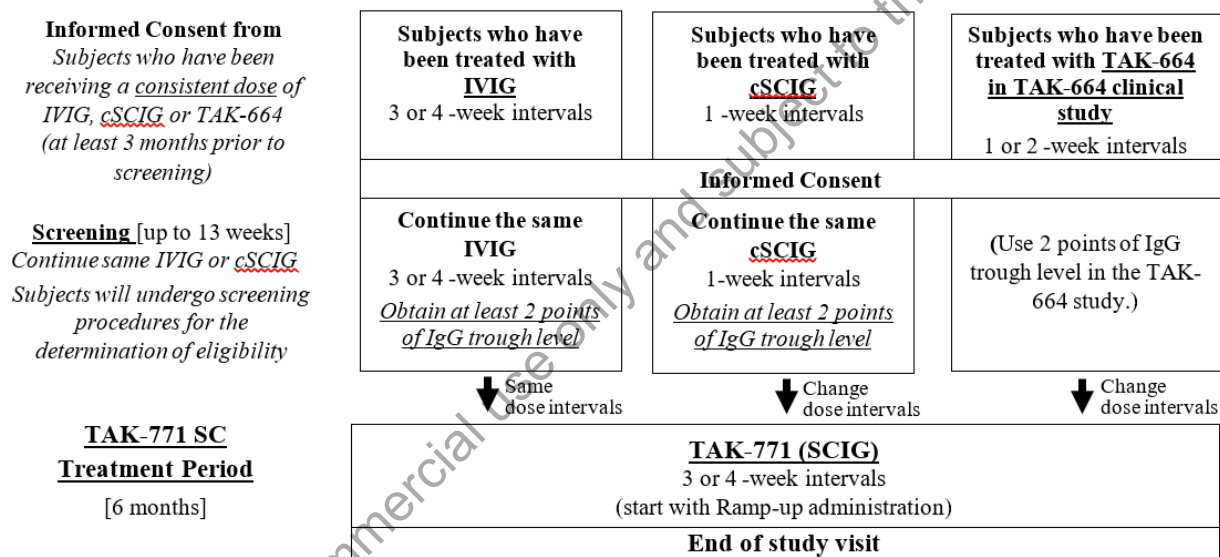 Informed Consent from
Subjects who have been
receiving a consistent dose of
IVIG, cSCIG or TAK-664
(at least 3 months prior to
screening)
Subjects who have
been treated with
IVIG
3 or 4 -week intervals
Subjects who have
been treated with
cSCIG
1 -week intervals
Subjects who have been
treated with TAK-664
in TAK-664 clinical
study
1 or 2 -week intervals
Informed Consent
Screening [up to 13 weeks]
Continue same IVIG or cSCIG
Subjects will undergo screening
procedures for the
determination of eligibility
Continue the same
IVIG
3 or 4 -week intervals
Obtain at least 2 points
of IgG trough level
Continue the same
cSCIG
1-week intervals
Obtain at least 2 points
of IgG trough level
(Use 2 points of IgG
trough level in the TAK-
664 study.)
Same
dose intervals
Change
dose intervals
Change
dose intervals
TAK-771 SC
Treatment Period
[6 months]
TAK-771 (SCIG)
3 or 4 -week intervals
(start with Ramp-up administration)
End of study visit
mmercial use only and subject to th